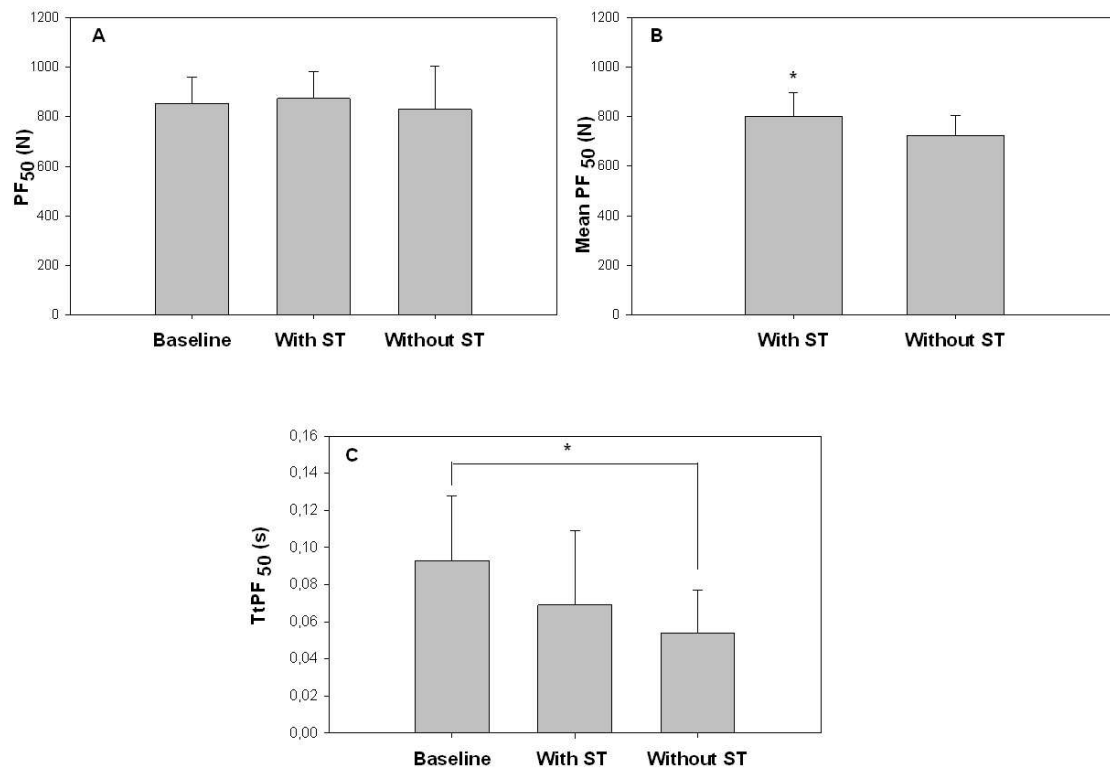 A
PF50 (N)
1200
1000
800
600
400
200
0
Baseline With ST Without ST
B
*
Mean PF 50 (N)
1200
1000
800
600
400
200
0
With ST Without ST
C
*
TtPF 50 (s)
0,16
0,14
0,12
0,10
0,08
0,06
0,04
0,02
0,00
Baseline With ST Without ST